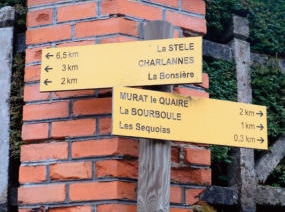 ← 6,5 km La STELE
← 3 km CHARLANNES
← 2 km La Bonsière
MURAT le QUAIRE 2 km →
La BOURBOULE 1 km →
Les Sequoias 0,3 km →